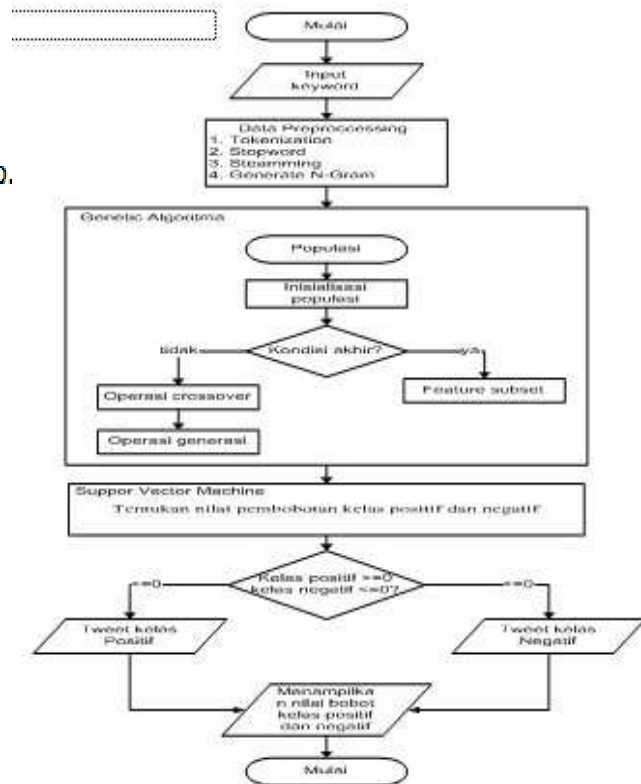 Mulai
Input
keyword
0.
Data Preproccessing
1. Tokenization
2. Stopword
3. Steamming
4. Generate N-Gram
Genetic Algoritma
Populasi
Inisialisasi
populasi
Kondisi akhir?
tidak
ya
Operasi crossover
Feature subset
Operasi generasi
Suppor Vector Machine
Tentukan nilai pembobotan kelas positif dan negatif
Kelas positif >=0
kelas negatif <=0?
Tweet kelas
Positif
Tweet kelas
Negatif
Menampilka
n nilai bobot
kelas positif
dan negatif
Mulai